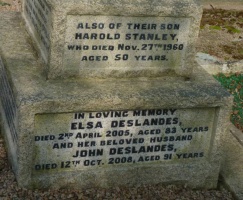 ALSO OF THEIR SON
HAROLD STANLEY,
WHO DIED NOV. 27TH 1960
AGED 50 YEARS.
IN LOVING MEMORY
ELSA DESLANDES,
DIED 2ND APRIL 2005, AGED 83 YEARS
AND HER BELOVED HUSBAND
JOHN DESLANDES,
DIED 12TH OCT. 2008, AGED 91 YEARS